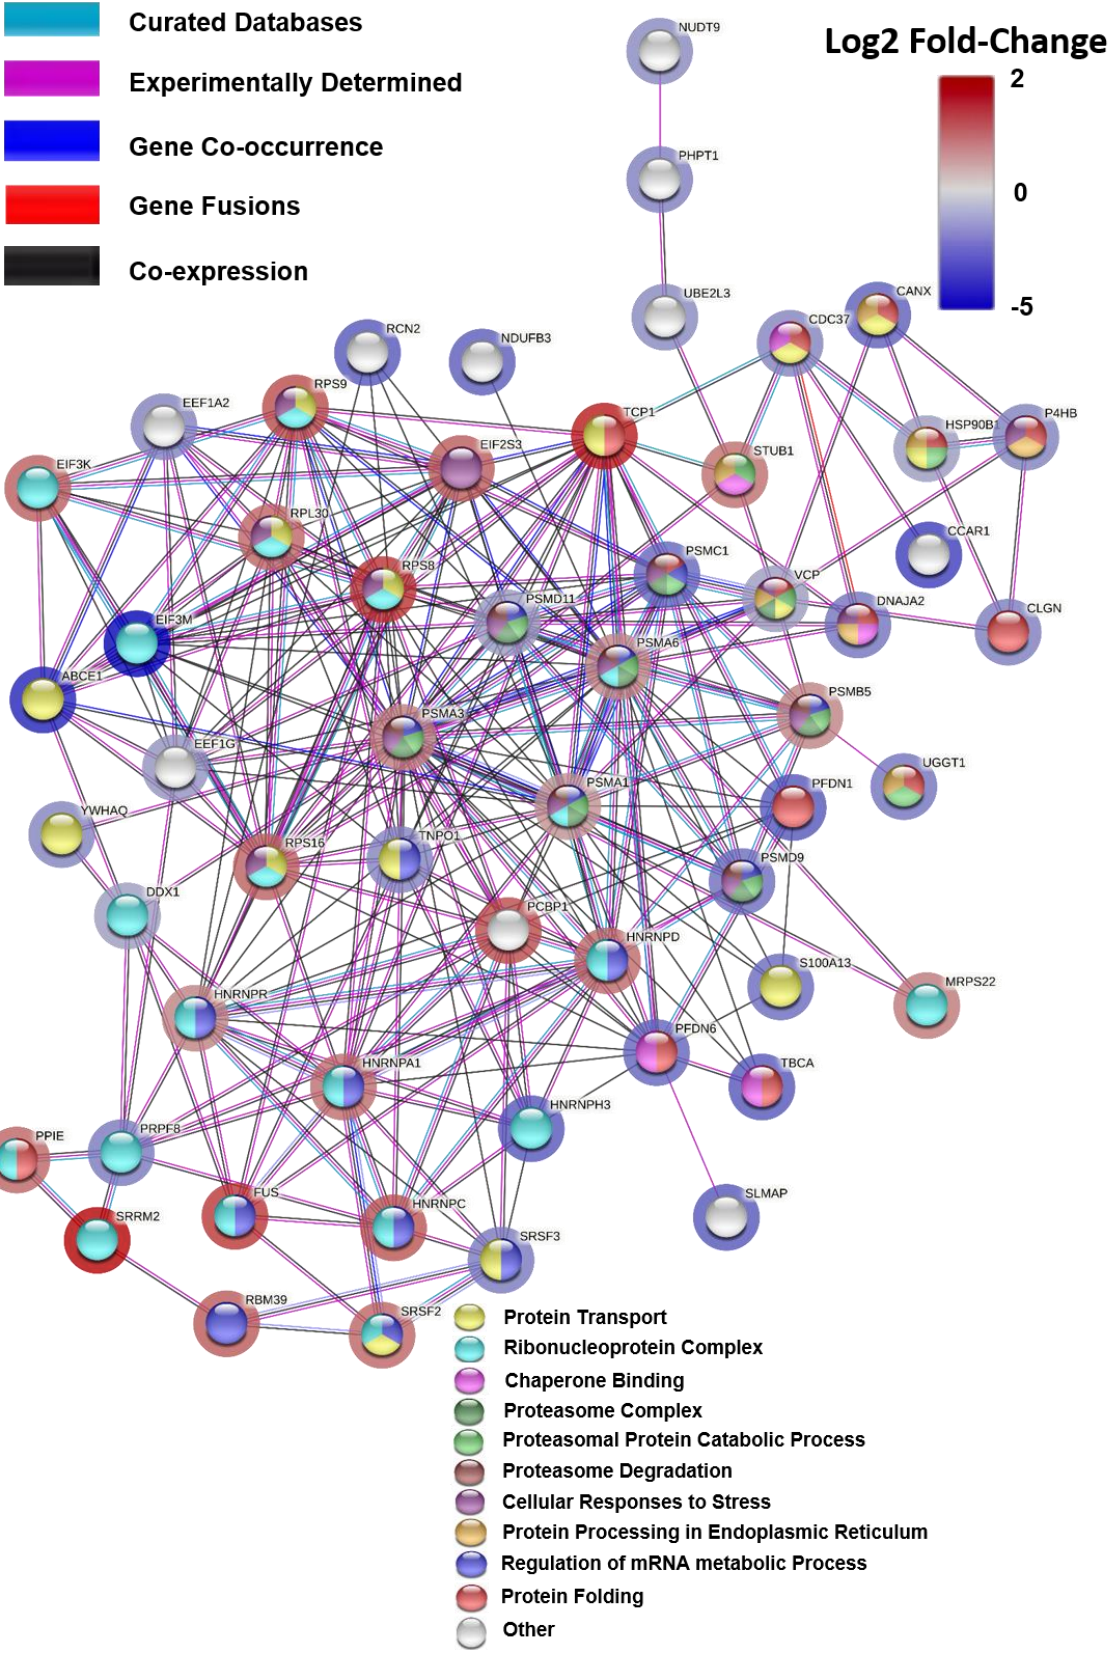 Curated Databases
Experimentally Determined
Gene Co-occurrence
Gene Fusions
Co-expression
Log2 Fold-Change
2
0
-5
NUDT9
PHPT1
UBE2L3
CANX
CDC37
RCN2
NDUFB3
RPS9
EEF1A2
TCP1
HSP90B1
P4HB
EIF2S3
STUB1
EIF3K
RPL30
CCAR1
PSMC1
RPS8
VCP
PSMD11
DNAJA2
CLGN
EIF3M
PSMA6
ABCE1
PSMB5
PSMA3
EEF1G
UGGT1
PSMA1
PFDN1
YWHAQ
TNPO1
RPS16
PSMD9
DDX1
PCBP1
HNRNPD
S100A13
MRPS22
HNRNPR
PFDN6
HNRNPA1
TBCA
HNRNPH3
PRPF8
PPIE
FUS
SLMAP
HNRNPC
SRRM2
SRSF3
RBM39
SRSF2
Protein Transport
Ribonucleoprotein Complex
Chaperone Binding
Proteasome Complex
Proteasomal Protein Catabolic Process
Proteasome Degradation
Cellular Responses to Stress
Protein Processing in Endoplasmic Reticulum
Regulation of mRNA metabolic Process
Protein Folding
Other